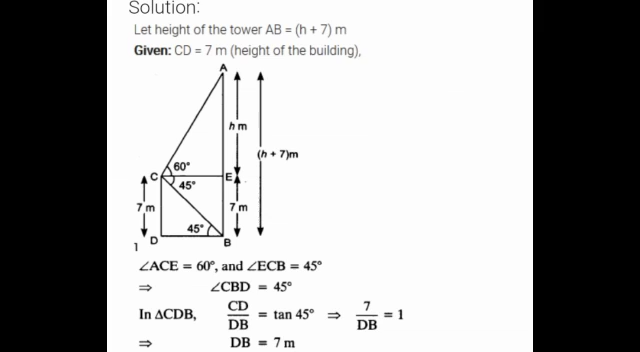 Solution:
Let height of the tower AB = (h + 7) m
Given: CD = 7 m (height of the building),
A
h m
(h + 7)m
60°
C
E
45°
7 m
7 m
45°
1
D
B
∠ACE = 60°, and ∠ECB = 45°
⇒ ∠CBD = 45°
In ΔCDB, CD/DB = tan 45° ⇒ 7/DB = 1
⇒ DB = 7 m